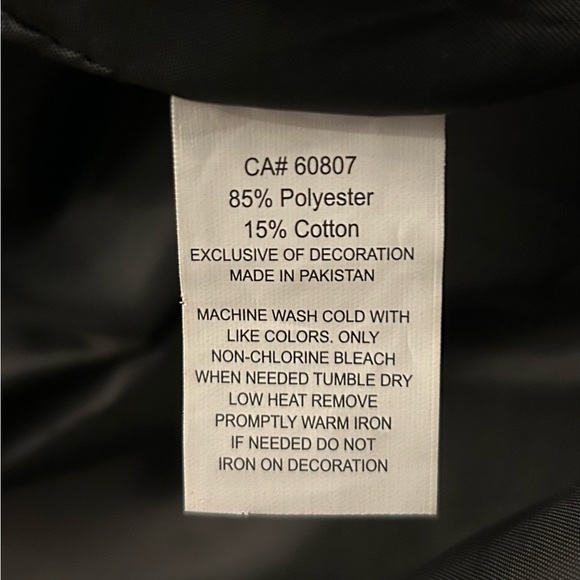 CA# 60807
85% Polyester
15% Cotton
EXCLUSIVE OF DECORATION
MADE IN PAKISTAN
MACHINE WASH COLD WITH
LIKE COLORS. ONLY
NON-CHLORINE BLEACH
WHEN NEEDED TUMBLE DRY
LOW HEAT REMOVE
PROMPTLY WARM IRON
IF NEEDED DO NOT
IRON ON DECORATION